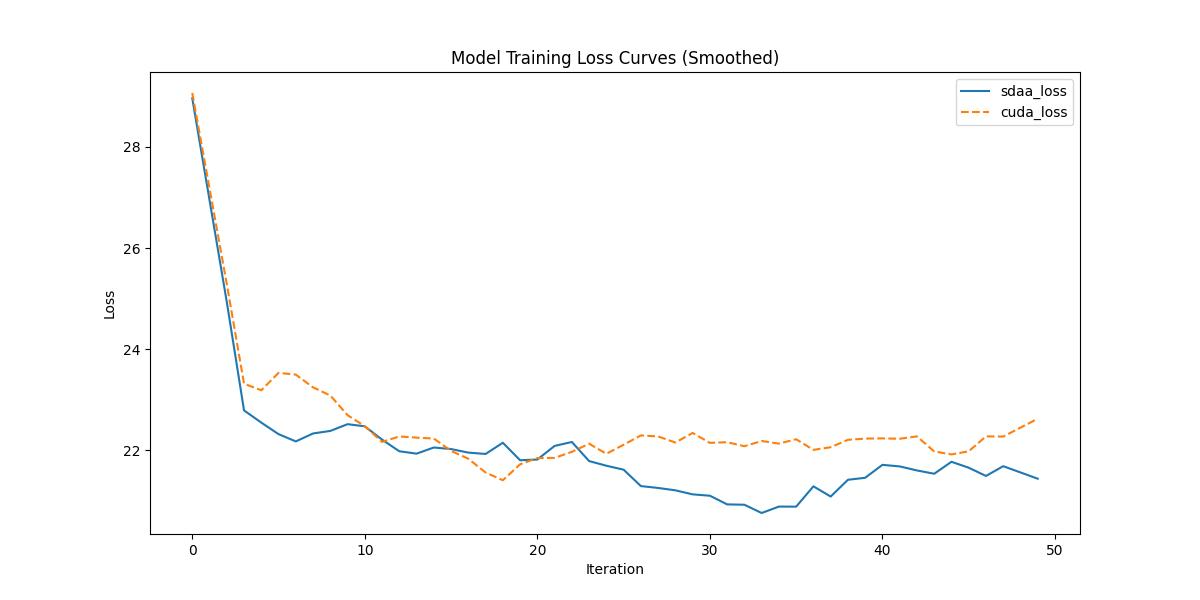 Model Training Loss Curves (Smoothed)
sdaa_loss
cuda_loss
28
26
24
22
Loss
0 10 20 30 40 50
Iteration